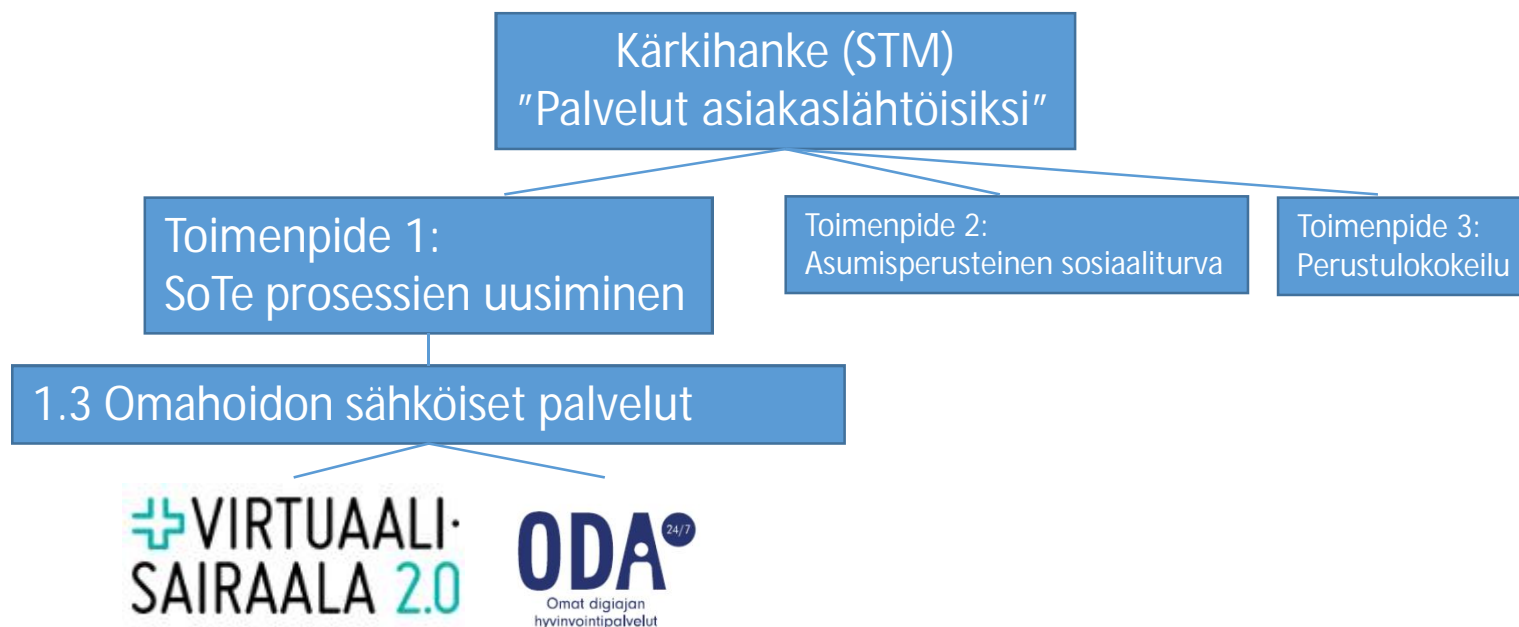 Kärkihanke (STM)
"Palvelut asiakaslähtöisiksi"
Toimenpide 1:
SoTe prosessien uusiminen
Toimenpide 2:
Asumisperusteinen sosiaaliturva
Toimenpide 3:
Perustulokokeilu
1.3 Omahoidon sähköiset palvelut
VIRTUAALI·
SAIRAALA 2.0
ODA 24/7
Omat digiajan
hyvinvointipalvelut